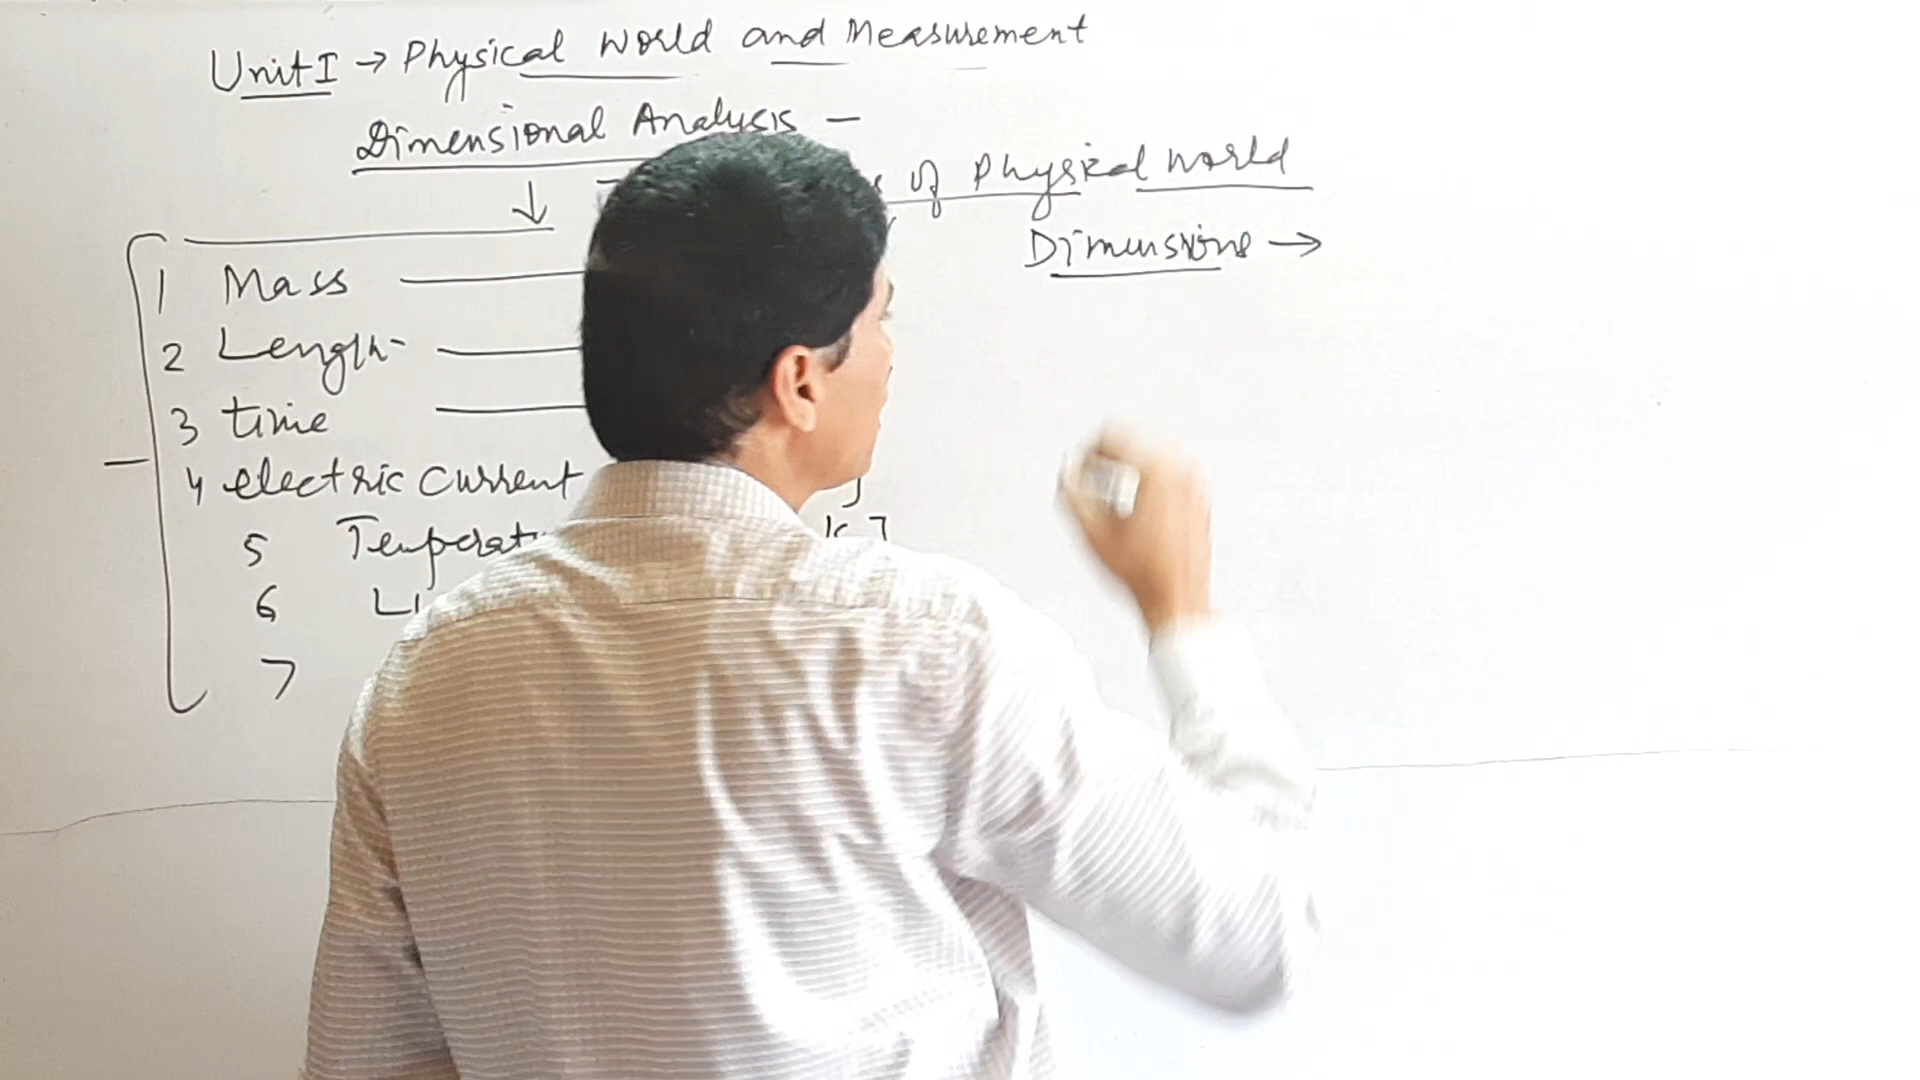 Unit I → Physical World and Measurement
Dimensional Analysis —
of Physical world
Dimensions →
1 Mass
2 Length
3 time
4 electric current
5 Temperat
6 Li
7
K]